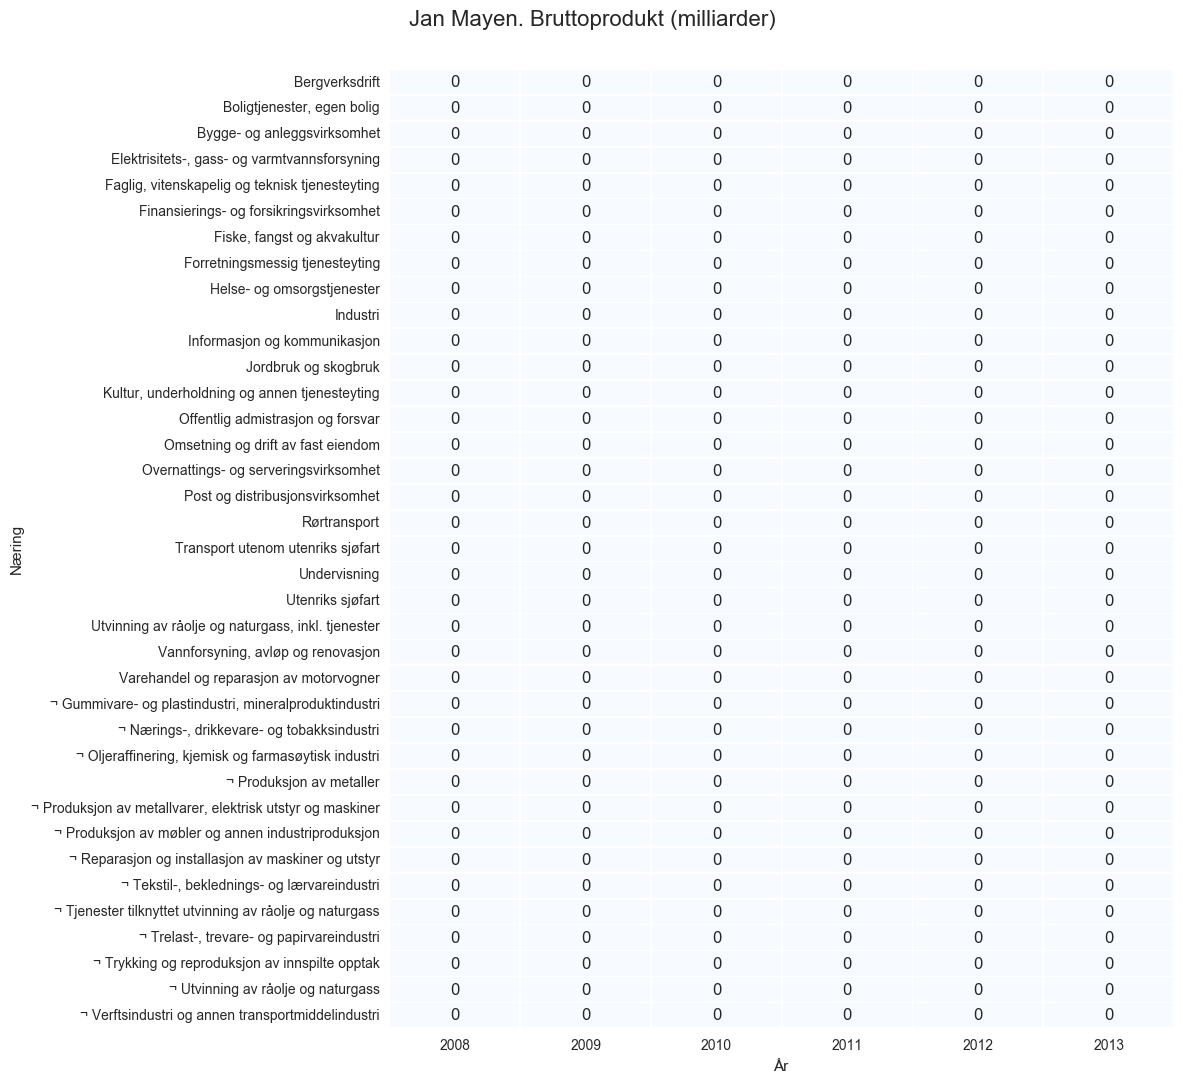 Jan Mayen. Bruttoprodukt (milliarder)
Bergverksdrift 0 0 0 0 0 0
Boligtjenester, egen bolig 0 0 0 0 0 0
Bygge- og anleggsvirksomhet 0 0 0 0 0 0
Elektrisitets-, gass- og varmtvannsforsyning 0 0 0 0 0 0
Faglig, vitenskapelig og teknisk tjenesteyting 0 0 0 0 0 0
Finansierings- og forsikringsvirksomhet 0 0 0 0 0 0
Fiske, fangst og akvakultur 0 0 0 0 0 0
Forretningsmessig tjenesteyting 0 0 0 0 0 0
Helse- og omsorgstjenester 0 0 0 0 0 0
Industri 0 0 0 0 0 0
Informasjon og kommunikasjon 0 0 0 0 0 0
Jordbruk og skogbruk 0 0 0 0 0 0
Kultur, underholdning og annen tjenesteyting 0 0 0 0 0 0
Offentlig admistrasjon og forsvar 0 0 0 0 0 0
Omsetning og drift av fast eiendom 0 0 0 0 0 0
Overnattings- og serveringsvirksomhet 0 0 0 0 0 0
Post og distribusjonsvirksomhet 0 0 0 0 0 0
Rørtransport 0 0 0 0 0 0
Transport utenom utenriks sjøfart 0 0 0 0 0 0
Undervisning 0 0 0 0 0 0
Utenriks sjøfart 0 0 0 0 0 0
Utvinning av råolje og naturgass, inkl. tjenester 0 0 0 0 0 0
Vannforsyning, avløp og renovasjon 0 0 0 0 0 0
Varehandel og reparasjon av motorvogner 0 0 0 0 0 0
¬ Gummivare- og plastindustri, mineralproduktindustri 0 0 0 0 0 0
¬ Nærings-, drikkevare- og tobakksindustri 0 0 0 0 0 0
¬ Oljeraffinering, kjemisk og farmasøytisk industri 0 0 0 0 0 0
¬ Produksjon av metaller 0 0 0 0 0 0
¬ Produksjon av metallvarer, elektrisk utstyr og maskiner 0 0 0 0 0 0
¬ Produksjon av møbler og annen industriproduksjon 0 0 0 0 0 0
¬ Reparasjon og installasjon av maskiner og utstyr 0 0 0 0 0 0
¬ Tekstil-, beklednings- og lærvareindustri 0 0 0 0 0 0
¬ Tjenester tilknyttet utvinning av råolje og naturgass 0 0 0 0 0 0
¬ Trelast-, trevare- og papirvareindustri 0 0 0 0 0 0
¬ Trykking og reproduksjon av innspilte opptak 0 0 0 0 0 0
¬ Utvinning av råolje og naturgass 0 0 0 0 0 0
¬ Verftsindustri og annen transportmiddelindustri 0 0 0 0 0 0
2008 2009 2010 2011 2012 2013
År
Næring